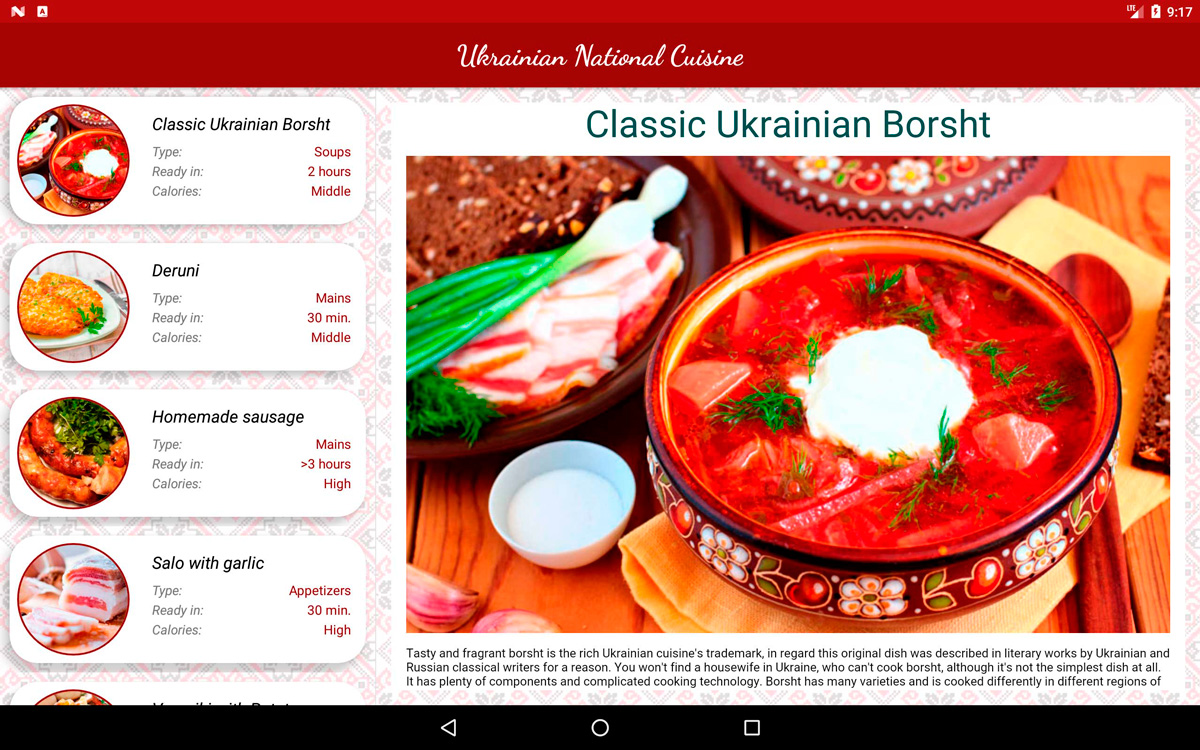 LTE 9:17
Ukrainian National Cuisine
Classic Ukrainian Borsht
Type: Soups
Ready in: 2 hours
Calories: Middle
Deruni
Type: Mains
Ready in: 30 min.
Calories: Middle
Homemade sausage
Type: Mains
Ready in: >3 hours
Calories: High
Salo with garlic
Type: Appetizers
Ready in: 30 min.
Calories: High
Classic Ukrainian Borsht
Tasty and fragrant borsht is the rich Ukrainian cuisine's trademark, in regard this original dish was described in literary works by Ukrainian and
Russian classical writers for a reason. You won't find a housewife in Ukraine, who can't cook borsht, although it's not the simplest dish at all.
It has plenty of components and complicated cooking technology. Borsht has many varieties and is cooked differently in different regions of